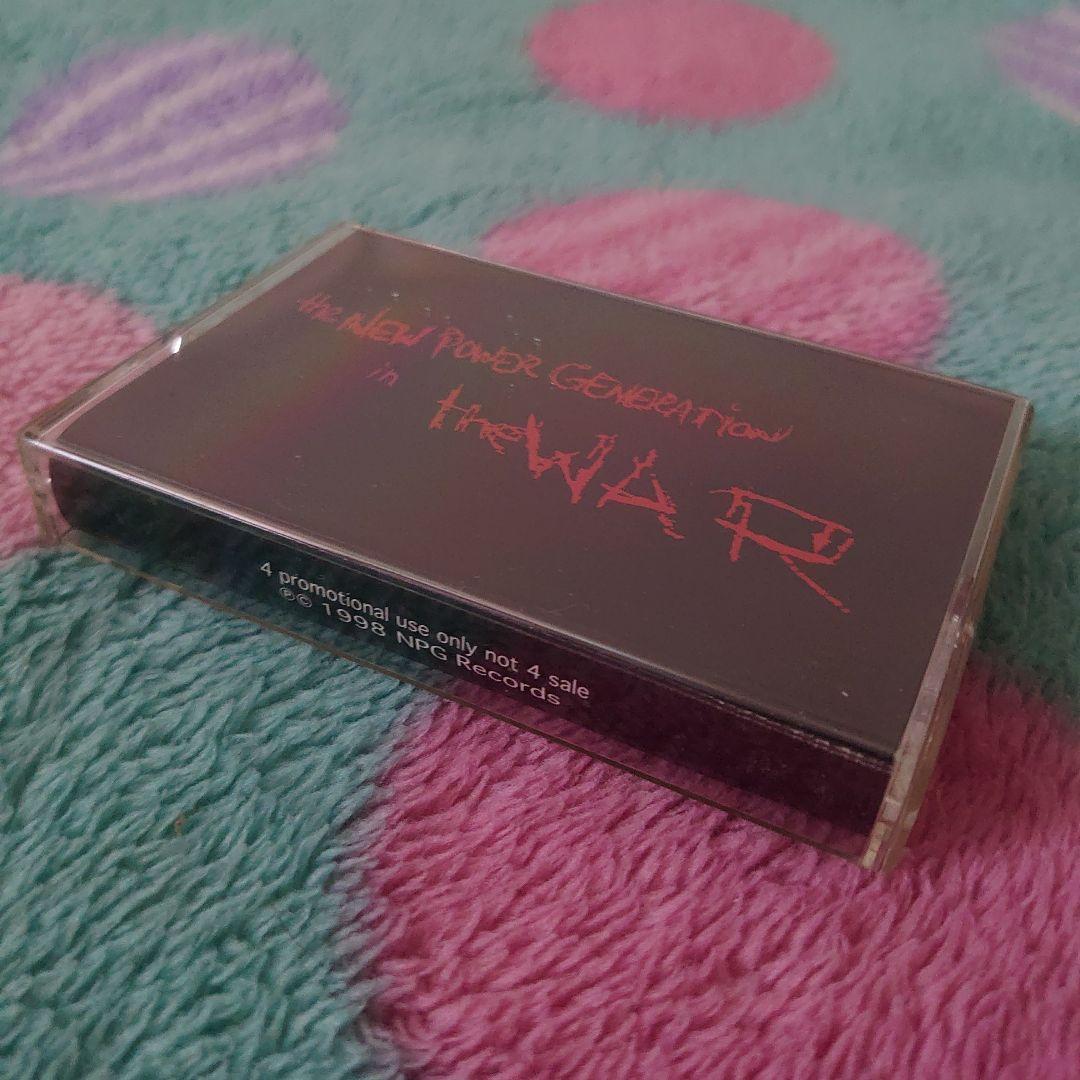 the NEW POWER GENERATION
in
the WAR
4 promotional use only not 4 sale
℗© 1998 NPG Records